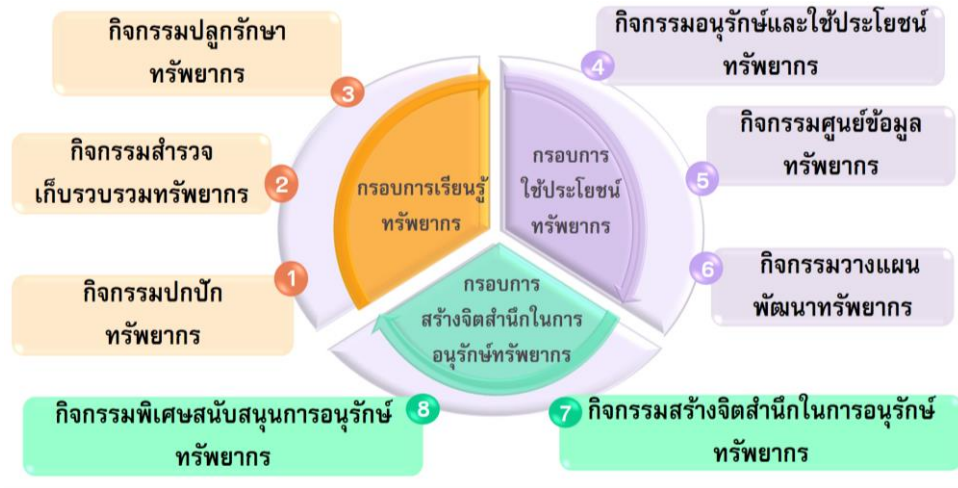 กิจกรรมปลูกรักษา
ทรัพยากร
3
กิจกรรมสำรวจ
เก็บรวบรวมทรัพยากร
2
กิจกรรมปกปัก
ทรัพยากร
1
กรอบการเรียนรู้
ทรัพยากร
กรอบการ
ใช้ประโยชน์
ทรัพยากร
กรอบการ
สร้างจิตสำนึกในการ
อนุรักษ์ทรัพยากร
4
กิจกรรมอนุรักษ์และใช้ประโยชน์
ทรัพยากร
5
กิจกรรมศูนย์ข้อมูล
ทรัพยากร
6
กิจกรรมวางแผน
พัฒนาทรัพยากร
7
กิจกรรมสร้างจิตสำนึกในการอนุรักษ์
ทรัพยากร
8
กิจกรรมพิเศษสนับสนุนการอนุรักษ์
ทรัพยากร